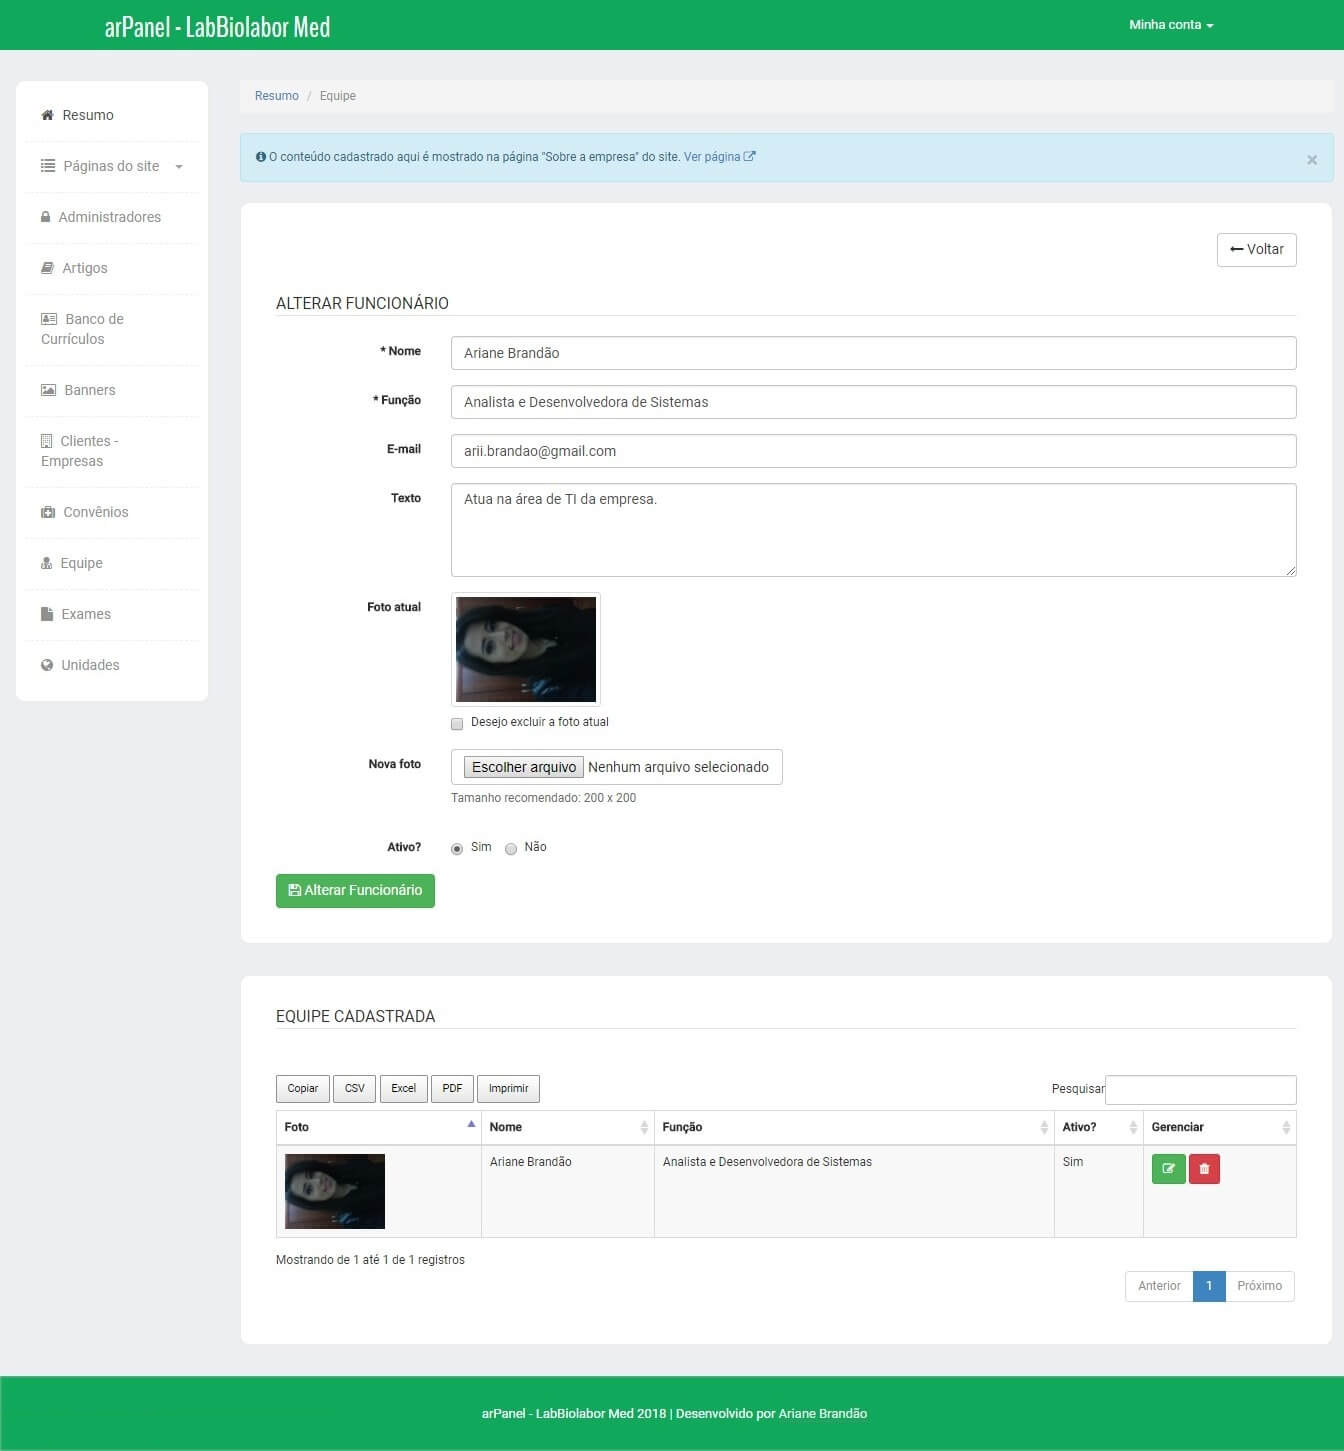 arPanel - LabBiolabor Med
Minha conta
Resumo
Páginas do site
Administradores
Artigos
Banco de
Currículos
Banners
Clientes -
Empresas
Convênios
Equipe
Exames
Unidades
Resumo / Equipe
O conteúdo cadastrado aqui é mostrado na página "Sobre a empresa" do site. Ver página
×
Voltar
ALTERAR FUNCIONÁRIO
* Nome
Ariane Brandão
* Função
Analista e Desenvolvedora de Sistemas
E-mail
arii.brandao@gmail.com
Texto
Atua na área de TI da empresa.
Foto atual
Desejo excluir a foto atual
Nova foto
Escolher arquivo Nenhum arquivo selecionado
Tamanho recomendado: 200 x 200
Ativo?
Sim Não
Alterar Funcionário
EQUIPE CADASTRADA
Copiar CSV Excel PDF Imprimir
Pesquisar
Foto Nome Função Ativo? Gerenciar
Ariane Brandão Analista e Desenvolvedora de Sistemas Sim
Mostrando de 1 até 1 de 1 registros
Anterior 1 Próximo
arPanel - LabBiolabor Med 2018 | Desenvolvido por Ariane Brandão